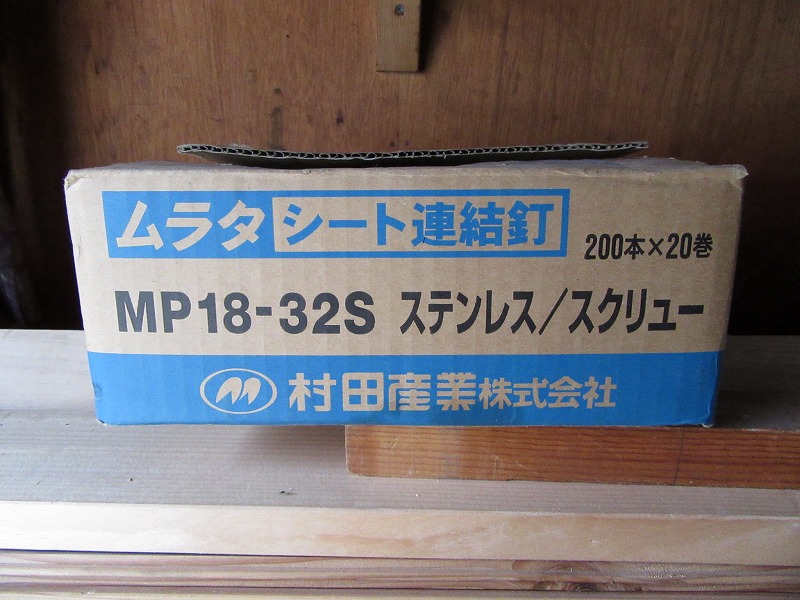 ムラタ シート連結釘 200本×20巻
MP18-32S ステンレス/スクリュー
村田産業株式会社